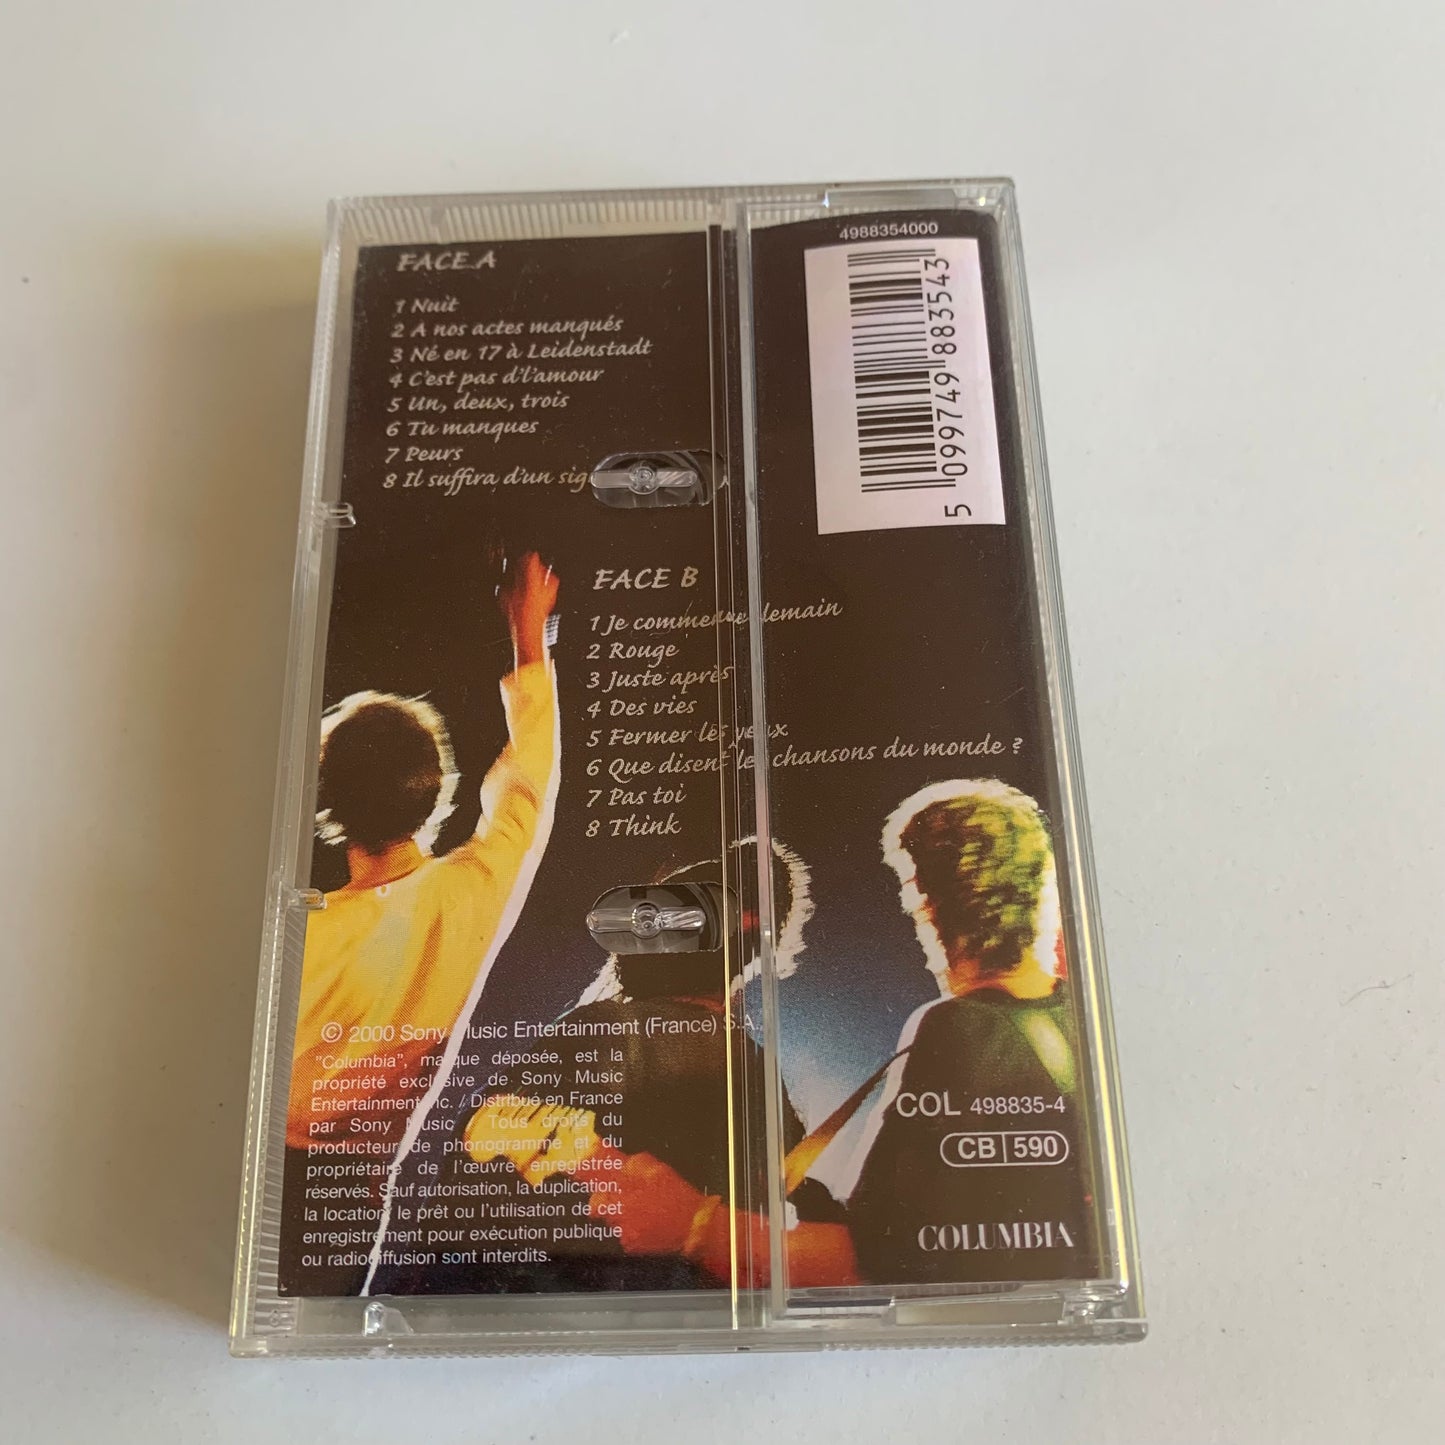 4988354000
5 099749 883543
FACE A
1 Nuit
2 A nos actes manqués
3 Né en 17 à Leidenstadt
4 C'est pas d'l'amour
5 Un, deux, trois
6 Tu manques
7 Peurs
8 Il suffira d'un sig
FACE B
1 Je commence demain
2 Rouge
3 Juste après
4 Des vies
5 Fermer les yeux
6 Que disent les chansons du monde ?
7 Pas toi
8 Think
© 2000 Sony Music Entertainment (France) S.A.
"Columbia", marque déposée, est la
propriété exclusive de Sony Music
Entertainment Inc. / Distribué en France
par Sony Music Tous droits du
producteur de phonogramme et du
propriétaire de l'œuvre enregistrée
réservés. Sauf autorisation, la duplication,
la location, le prêt ou l'utilisation de cet
enregistrement pour exécution publique
ou radiodiffusion sont interdits.
COL 498835-4
CB 590
COLUMBIA